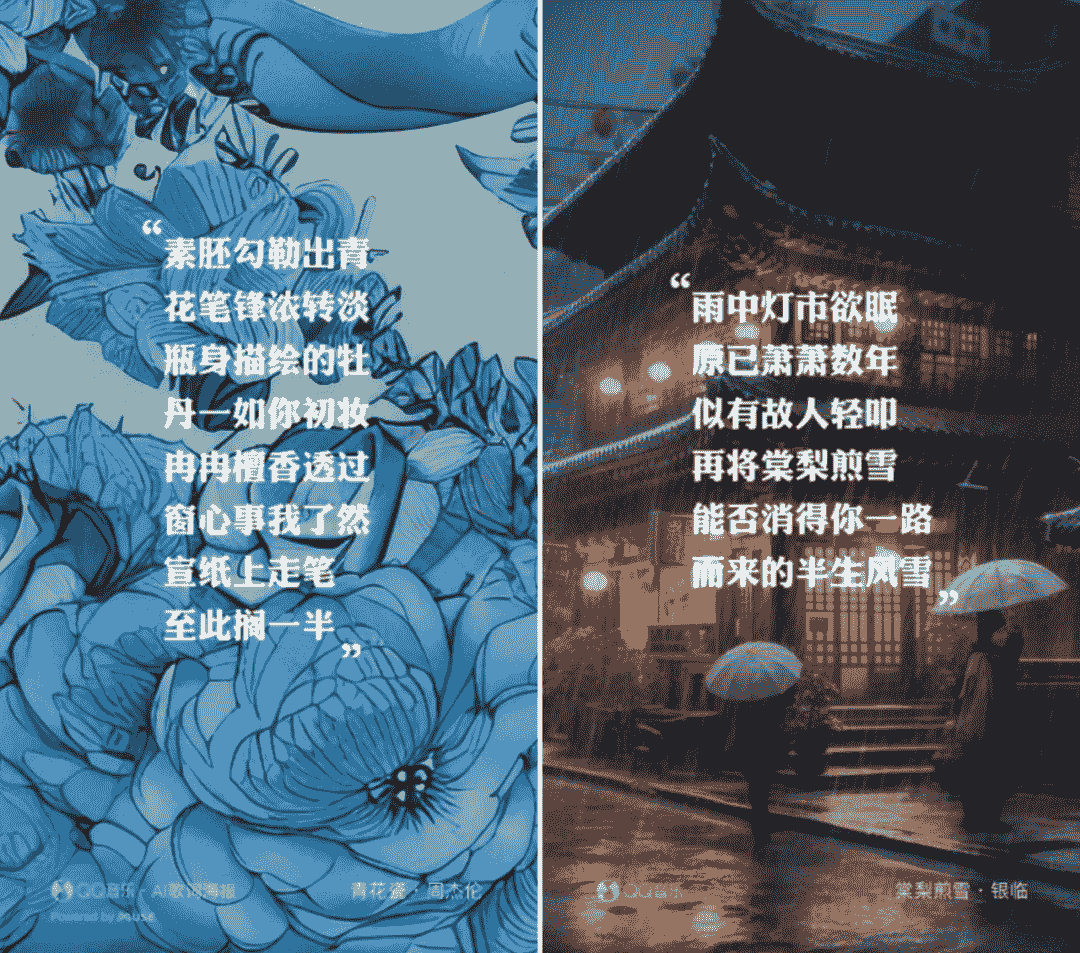 “
素胚勾勒出青
花笔锋浓转淡
瓶身描绘的牡
丹一如你初妆
冉冉檀香透过
窗心事我了然
宣纸上走笔
至此搁一半
”
QQ音乐·AI歌词海报
Powered by MUSE
青花瓷·周杰伦
“
雨中灯市欲眠
原已萧萧数年
似有故人轻叩
再将棠梨煎雪
能否消得你一路
而来的半生风雪
”
QQ音乐
棠梨煎雪·银临